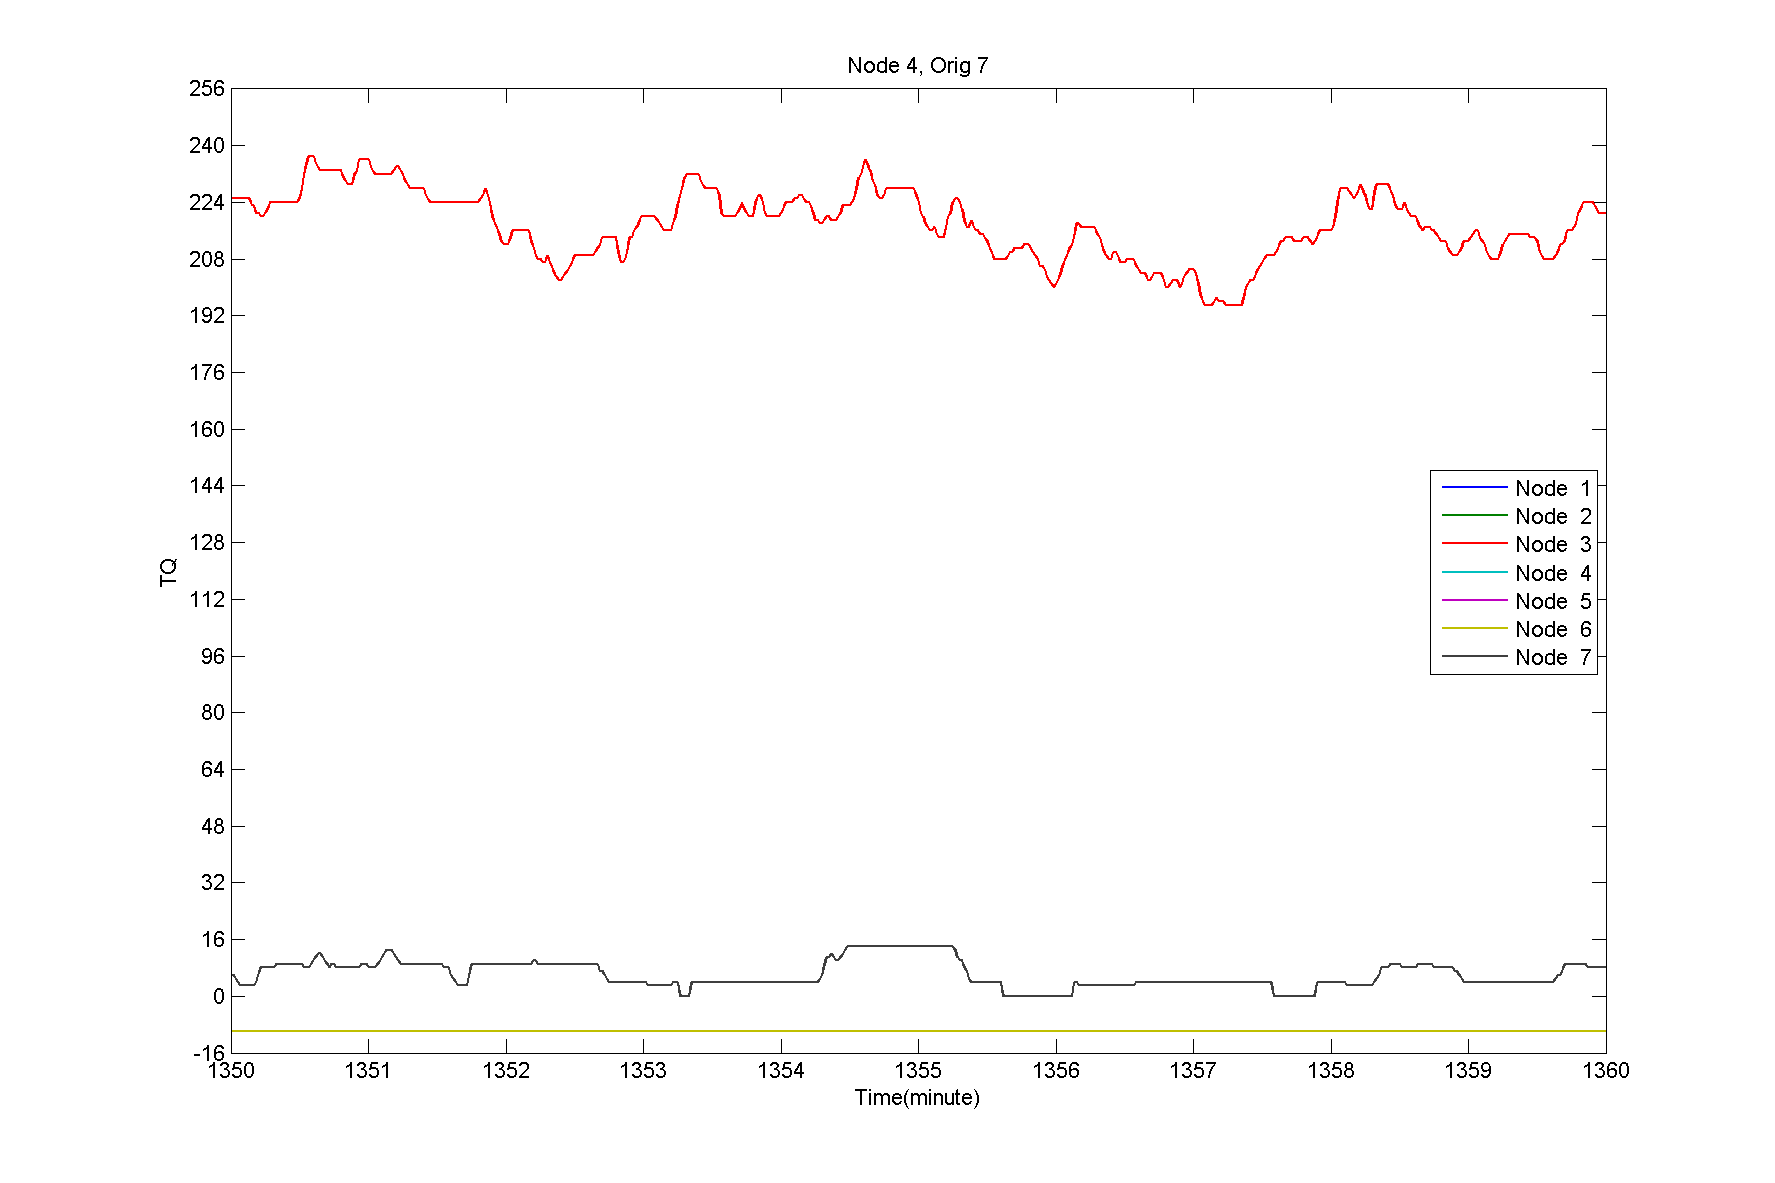 Node 4, Orig 7
256
240
224
208
192
176
160
144
128
112
96
80
64
48
32
16
0
-16
TQ
Node 1
Node 2
Node 3
Node 4
Node 5
Node 6
Node 7
1350 1351 1352 1353 1354 1355 1356 1357 1358 1359 1360
Time(minute)